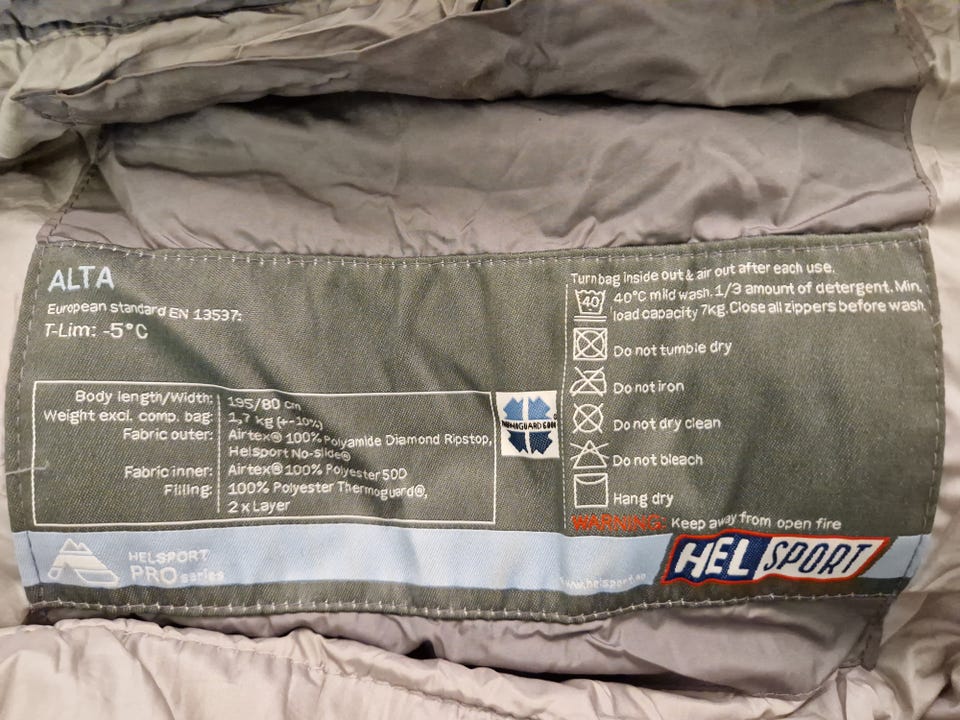 ALTA
European standard EN 13537:
T-Lim: -5°C
Body length/Width: 195/80 cm
Weight excl. comp. bag: 1,7 kg (+-10%)
Fabric outer: Airtex® 100% Polyamide Diamond Ripstop,
Helsport No-slide®
Fabric inner: Airtex® 100% Polyester 50D
Filling: 100% Polyester Thermoguard®,
2 x Layer
Turn bag inside out & air out after each use.
40 40°C mild wash. 1/3 amount of detergent. Min.
load capacity 7kg. Close all zippers before wash
Do not tumble dry
Do not iron
Do not dry clean
Do not bleach
Hang dry
WARNING: Keep away from open fire
HELSPORT
PRO series
www.helsport.no
HELSPORT